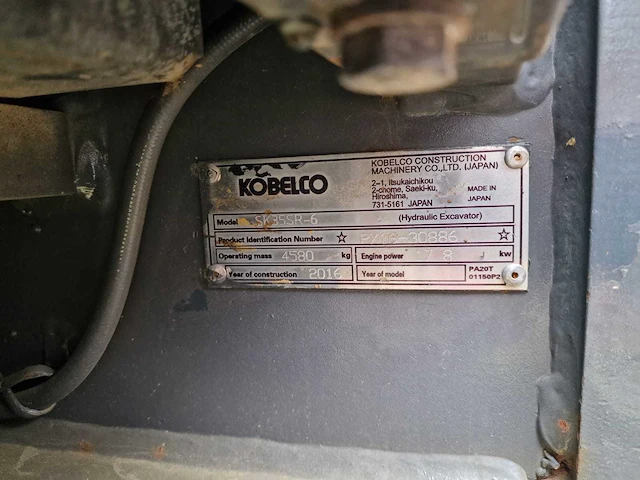 KOBELCO
KOBELCO CONSTRUCTION
MACHINERY CO.,LTD. (JAPAN)
2-1, Itsukaichikou
2-chome, Saeki-ku,
Hiroshima,
731-5161 JAPAN
MADE IN
JAPAN
Model SK35SR-6 (Hydraulic Excavator)
Product Identification Number ☆ -30886 ☆
Operating mass 4580 kg Engine power kw
Year of construction 2016 Year of model
PA20T
01150P2